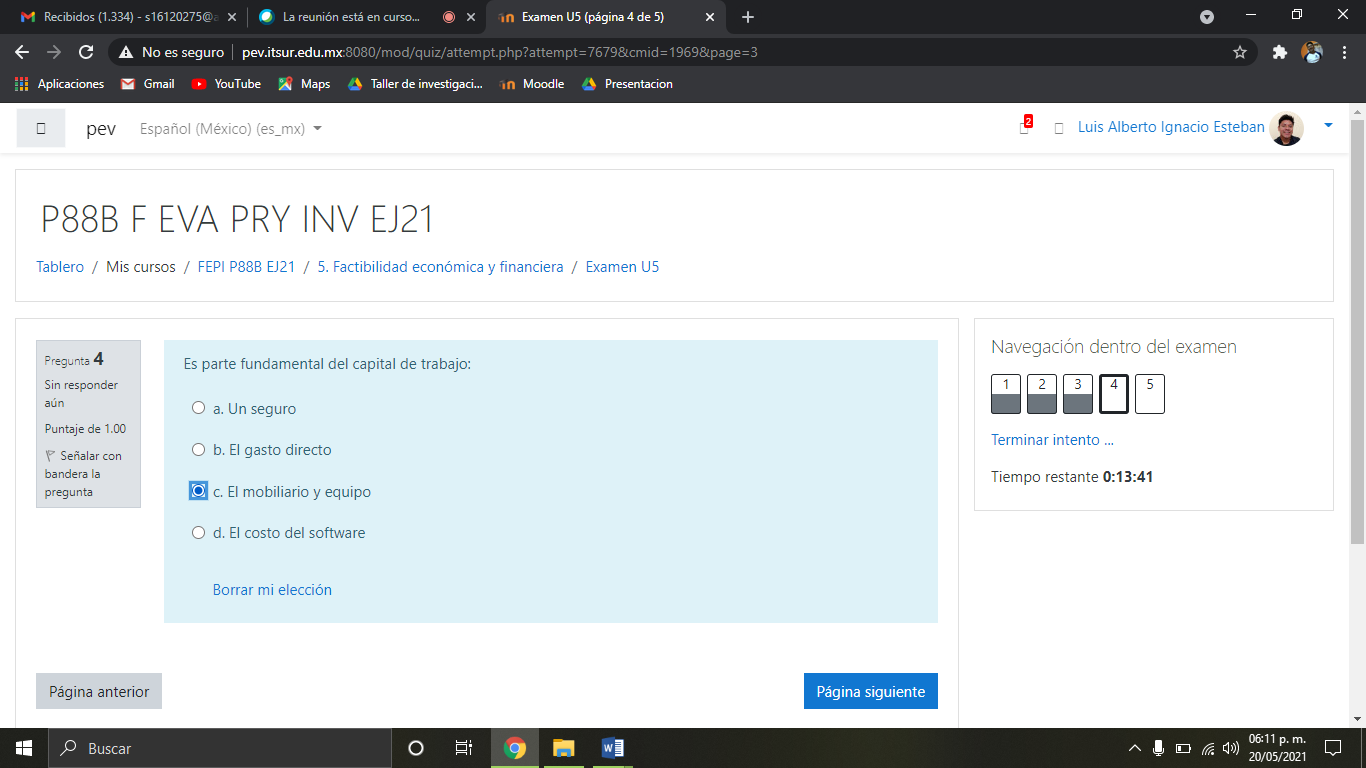 Recibidos (1.334) - s16120275@a
La reunión está en curso...
Examen U5 (página 4 de 5)
No es seguro
pev.itsur.edu.mx:8080/mod/quiz/attempt.php?attempt=7679&cmid=1969&page=3
Aplicaciones
Gmail
YouTube
Maps
Taller de investigaci...
Moodle
Presentacion
pev
Español (México) (es_mx)
2
Luis Alberto Ignacio Esteban
P88B F EVA PRY INV EJ21
Tablero / Mis cursos / FEPI P88B EJ21 / 5. Factibilidad económica y financiera / Examen U5
Pregunta 4
Sin responder
aún
Puntaje de 1.00
Señalar con
bandera la
pregunta
Es parte fundamental del capital de trabajo:
a. Un seguro
b. El gasto directo
c. El mobiliario y equipo
d. El costo del software
Borrar mi elección
Página anterior
Página siguiente
Navegación dentro del examen
1 2 3 4 5
Terminar intento ...
Tiempo restante 0:13:41
Buscar
06:11 p. m.
20/05/2021